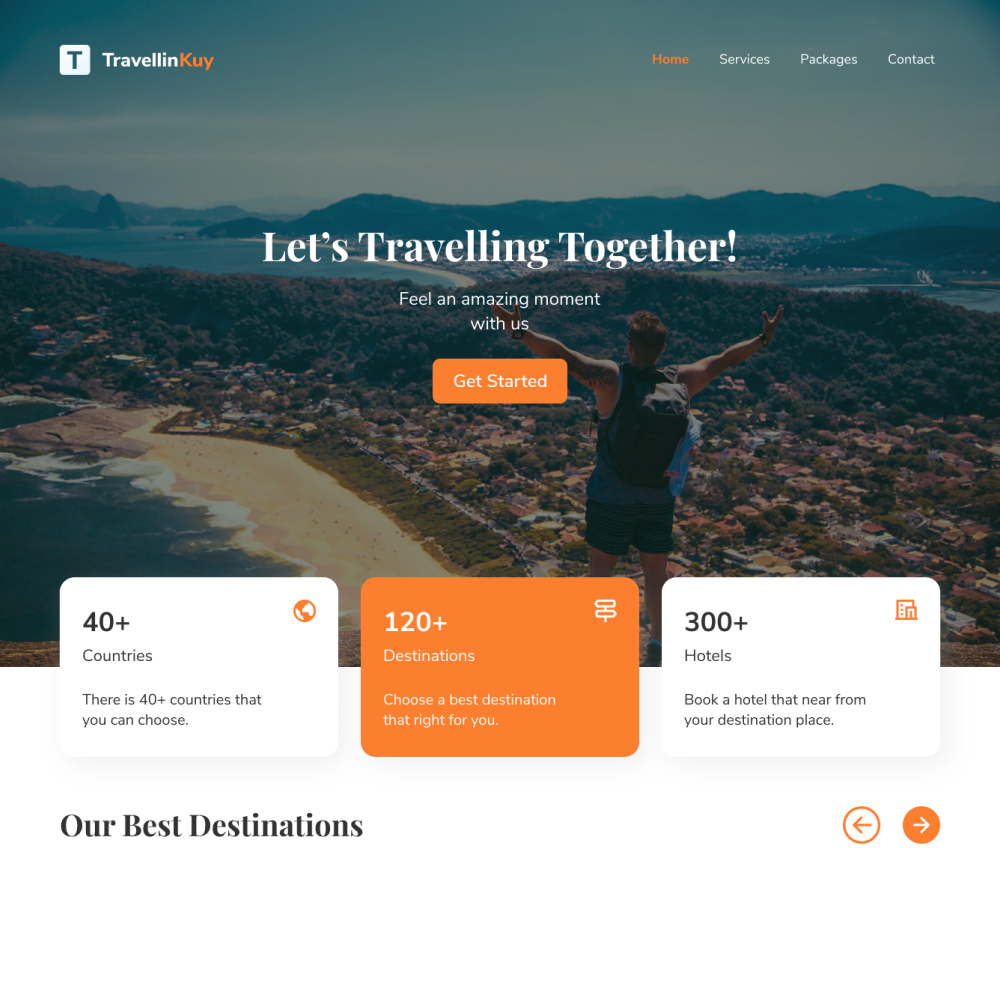 T TravellinKuy
Home Services Packages Contact
Let’s Travelling Together!
Feel an amazing moment
with us
Get Started
40+
Countries
There is 40+ countries that
you can choose.
120+
Destinations
Choose a best destination
that right for you.
300+
Hotels
Book a hotel that near from
your destination place.
Our Best Destinations